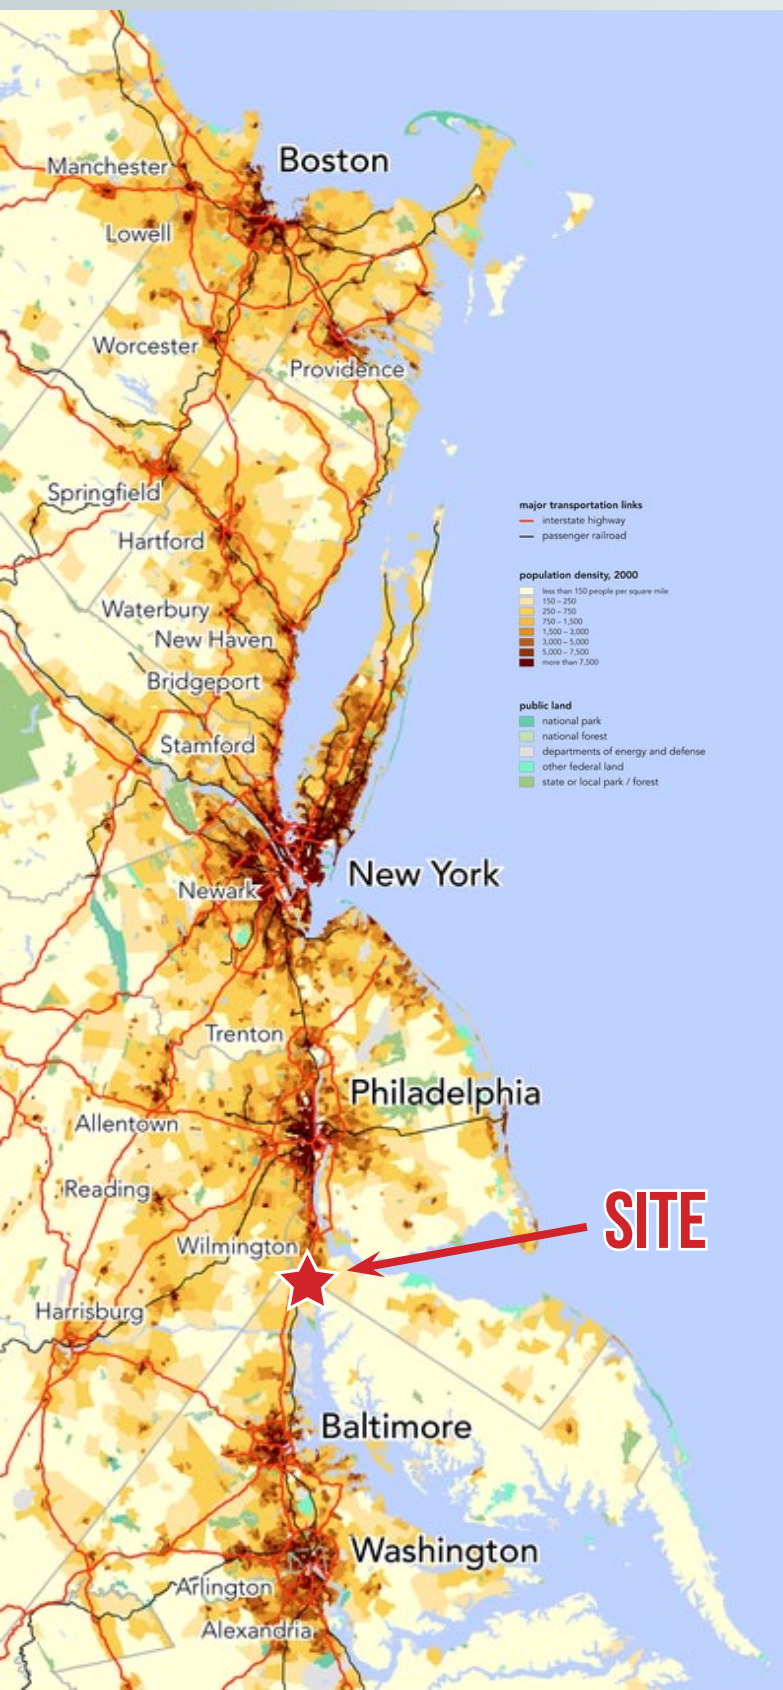 Boston
Manchester
Lowell
Worcester
Providence
Springfield
major transportation links
interstate highway
passenger railroad
Hartford
population density, 2000
less than 150 people per square mile
150 – 250
250 – 750
750 – 1,500
1,500 – 3,000
3,000 – 5,000
5,000 – 7,500
more than 7,500
Waterbury
New Haven
Bridgeport
public land
national park
national forest
departments of energy and defense
other federal land
state or local park / forest
Stamford
New York
Newark
Trenton
Philadelphia
Allentown
Reading
SITE
Wilmington
Harrisburg
Baltimore
Washington
Arlington
Alexandria